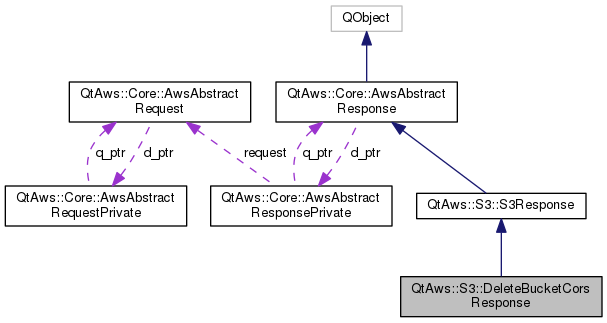 QObject
QtAws::Core::AwsAbstract
Request
QtAws::Core::AwsAbstract
Response
q_ptr
d_ptr
request
q_ptr
d_ptr
QtAws::Core::AwsAbstract
RequestPrivate
QtAws::Core::AwsAbstract
ResponsePrivate
QtAws::S3::S3Response
QtAws::S3::DeleteBucketCors
Response